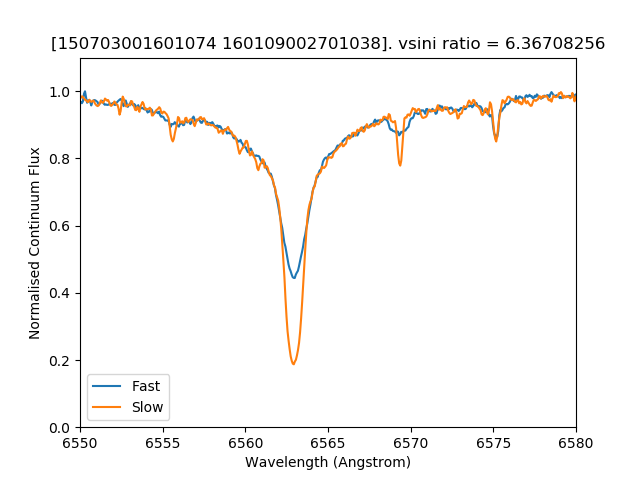 [150703001601074 160109002701038]. vsini ratio = 6.36708256
1.0
0.8
0.6
0.4
0.2
0.0
Normalised Continuum Flux
Fast
Slow
6550 6555 6560 6565 6570 6575 6580
Wavelength (Angstrom)